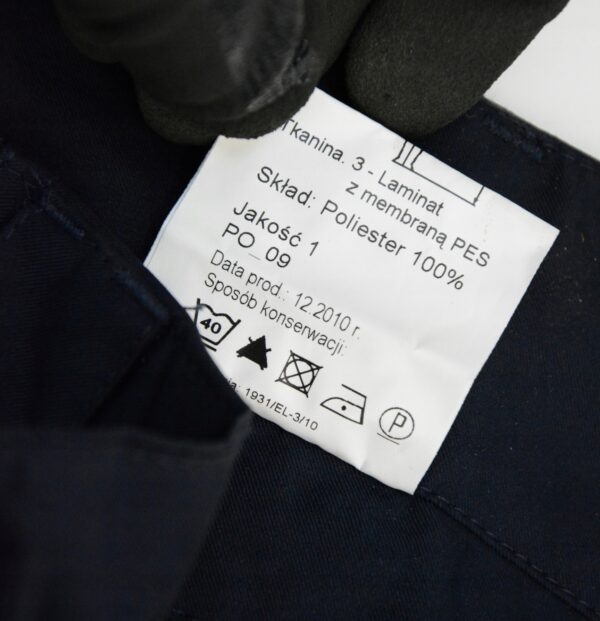 Tkanina. 3 - Laminat
z membraną PES
Skład: Poliester 100%
Jakość 1
PO_09
Data prod.: 12.2010 r.
Sposób konserwacji:
40
P
1931/EL-3/10